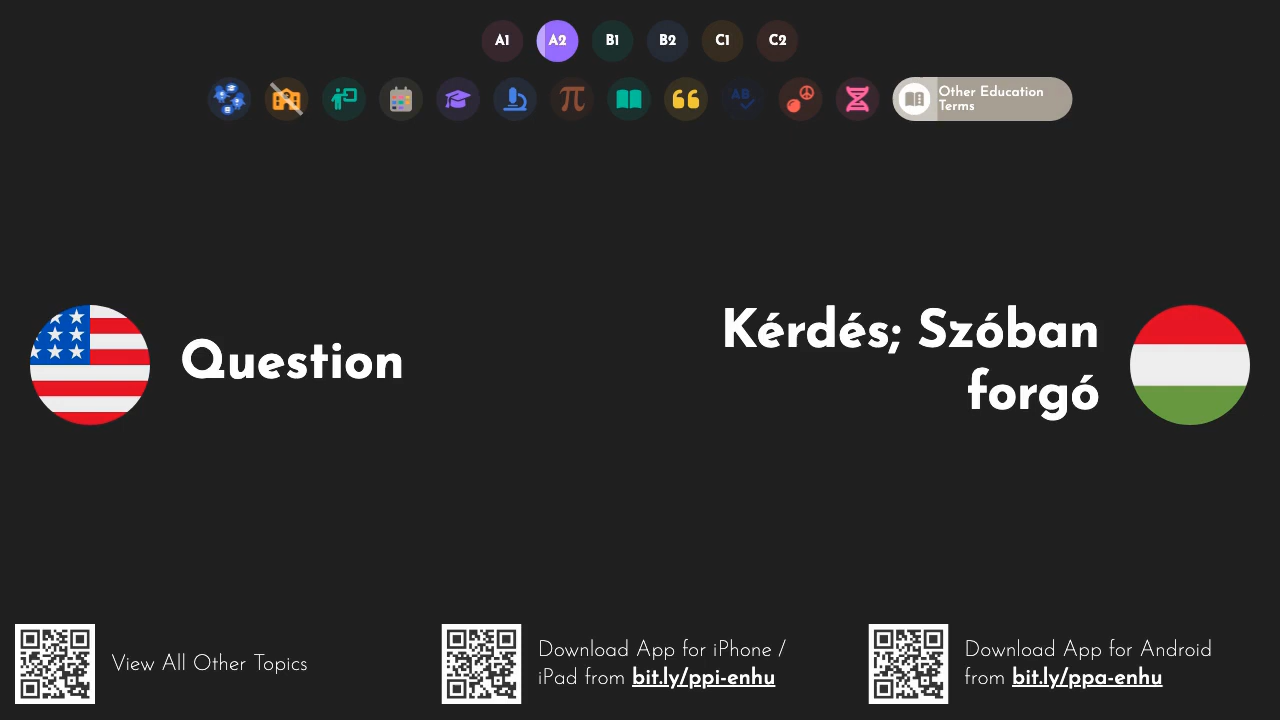 A1 A2 B1 B2 C1 C2
Other Education
Terms
Question
Kérdés; Szóban
forgó
View All Other Topics
Download App for iPhone /
iPad from bit.ly/ppi-enhu
Download App for Android
from bit.ly/ppa-enhu